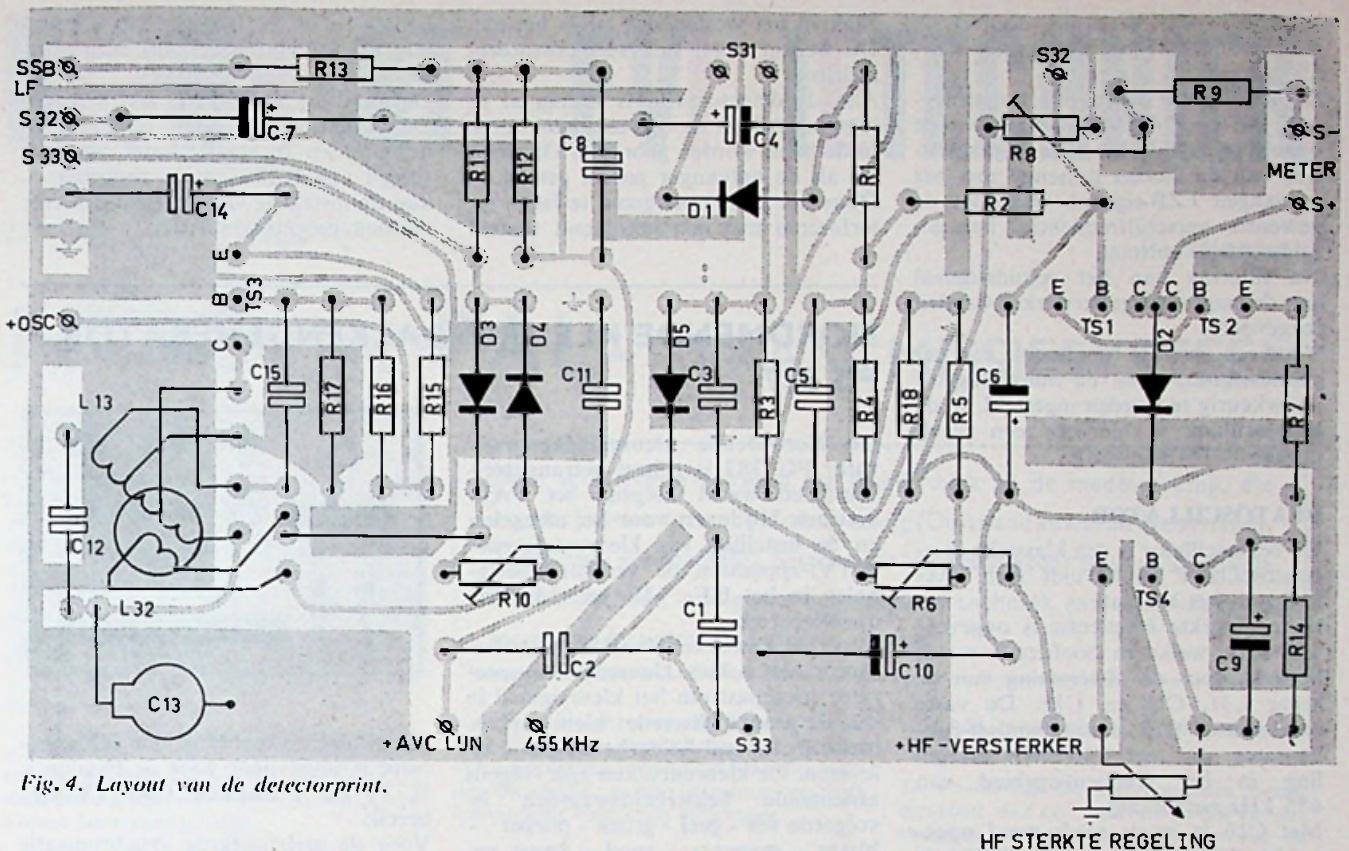 SSB
LF
R13
S31
S32
R9
S32
C7
C4
C8
R11
R12
R1
R8
S-
METER
S33
D1
R2
C14
S+
E
B
TS3
+OSC
C
E
B
C
C
B
E
TS1
TS2
D2
D3
D4
D5
C15
R17
R16
R15
C11
C3
R3
C5
R4
R18
R5
C6
R7
L13
C12
L32
R10
R6
E
B
C
TS4
C1
C2
C10
C9
R14
C13
+AVC LIJN
455KHz
S33
+HF-VERSTERKER
Fig. 4. Layout van de detectorprint.
HF STERKTE REGELING